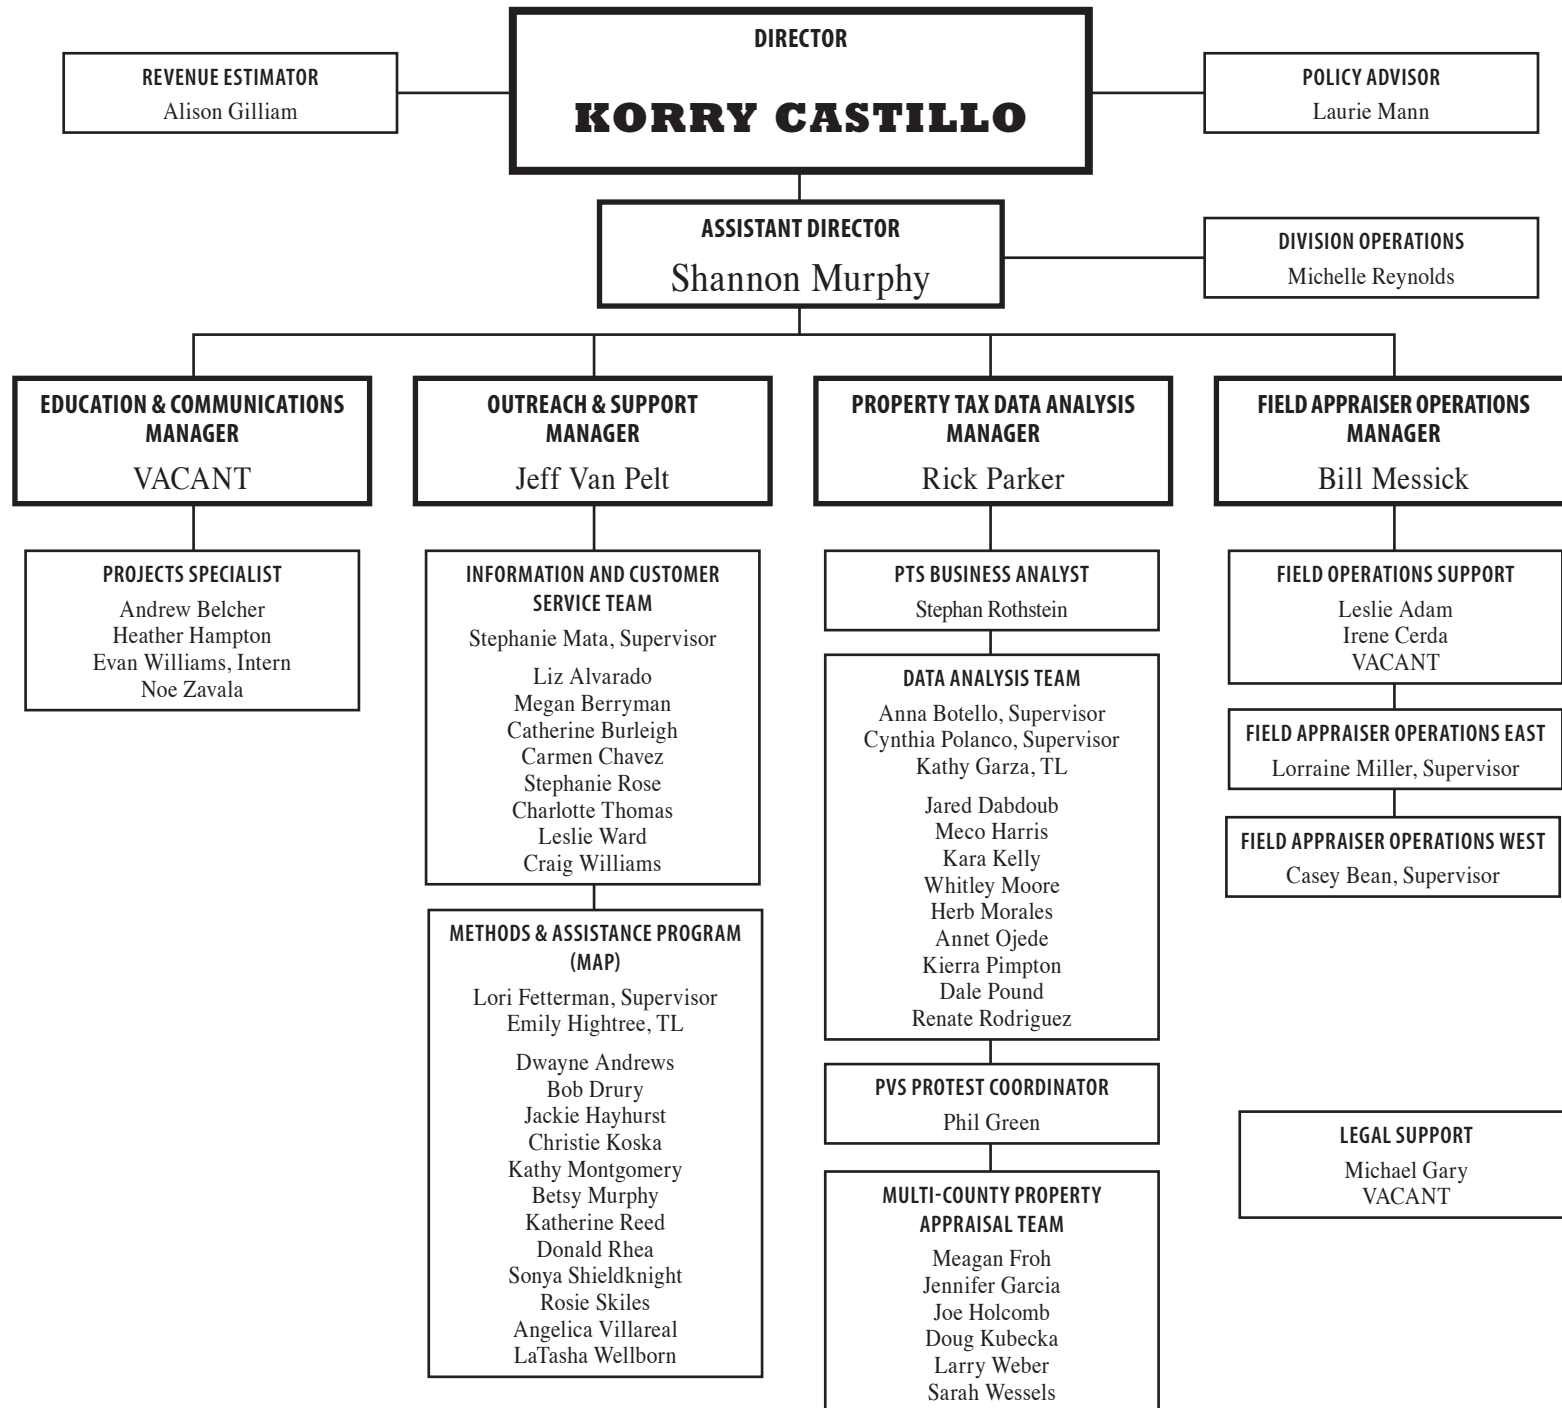 DIRECTOR
KORRY CASTILLO
REVENUE ESTIMATOR
Alison Gilliam
POLICY ADVISOR
Laurie Mann
ASSISTANT DIRECTOR
Shannon Murphy
DIVISION OPERATIONS
Michelle Reynolds
EDUCATION & COMMUNICATIONS
MANAGER
VACANT
PROJECTS SPECIALIST
Andrew Belcher
Heather Hampton
Evan Williams, Intern
Noe Zavala
OUTREACH & SUPPORT
MANAGER
Jeff Van Pelt
INFORMATION AND CUSTOMER
SERVICE TEAM
Stephanie Mata, Supervisor
Liz Alvarado
Megan Berryman
Catherine Burleigh
Carmen Chavez
Stephanie Rose
Charlotte Thomas
Leslie Ward
Craig Williams
METHODS & ASSISTANCE PROGRAM
(MAP)
Lori Fetterman, Supervisor
Emily Hightree, TL
Dwayne Andrews
Bob Drury
Jackie Hayhurst
Christie Koska
Kathy Montgomery
Betsy Murphy
Katherine Reed
Donald Rhea
Sonya Shieldknight
Rosie Skiles
Angelica Villareal
LaTasha Wellborn
PROPERTY TAX DATA ANALYSIS
MANAGER
Rick Parker
PTS BUSINESS ANALYST
Stephan Rothstein
DATA ANALYSIS TEAM
Anna Botello, Supervisor
Cynthia Polanco, Supervisor
Kathy Garza, TL
Jared Dabdoub
Meco Harris
Kara Kelly
Whitley Moore
Herb Morales
Annet Ojede
Kierra Pimpton
Dale Pound
Renate Rodriguez
PVS PROTEST COORDINATOR
Phil Green
MULTI-COUNTY PROPERTY
APPRAISAL TEAM
Meagan Froh
Jennifer Garcia
Joe Holcomb
Doug Kubecka
Larry Weber
Sarah Wessels
FIELD APPRAISER OPERATIONS
MANAGER
Bill Messick
FIELD OPERATIONS SUPPORT
Leslie Adam
Irene Cerda
VACANT
FIELD APPRAISER OPERATIONS EAST
Lorraine Miller, Supervisor
FIELD APPRAISER OPERATIONS WEST
Casey Bean, Supervisor
LEGAL SUPPORT
Michael Gary
VACANT